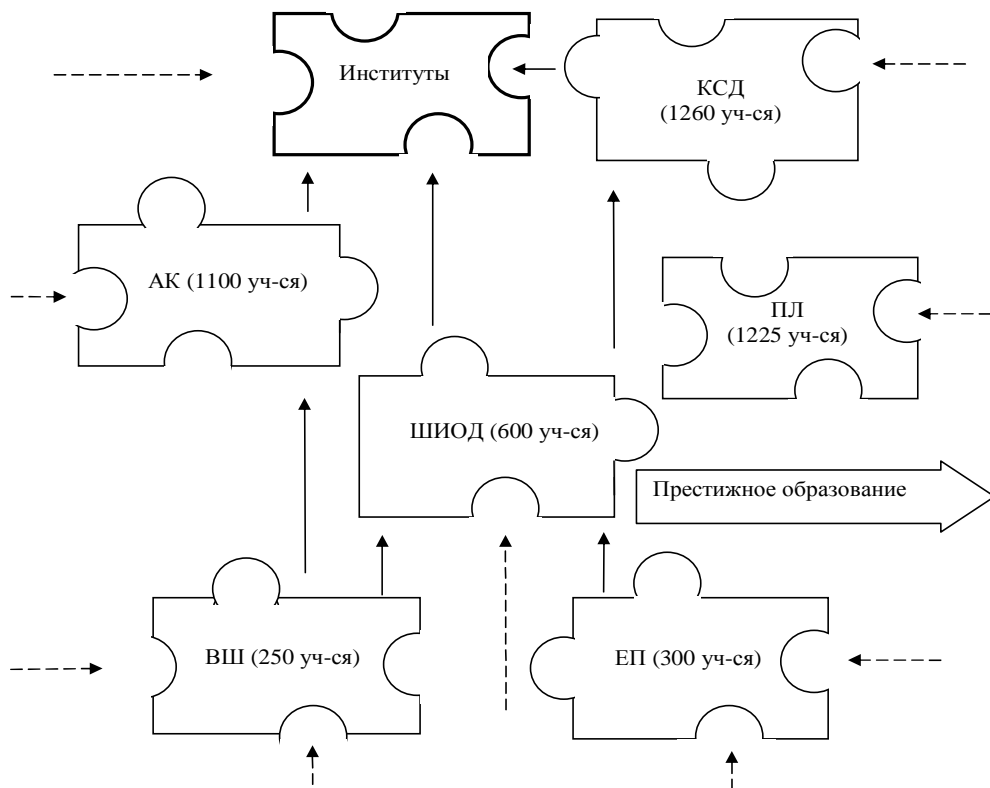 Институты
КСД
(1260 уч-ся)
АК (1100 уч-ся)
ПЛ
(1225 уч-ся)
ШИОД (600 уч-ся)
Престижное образование
ВШ (250 уч-ся)
ЕП (300 уч-ся)